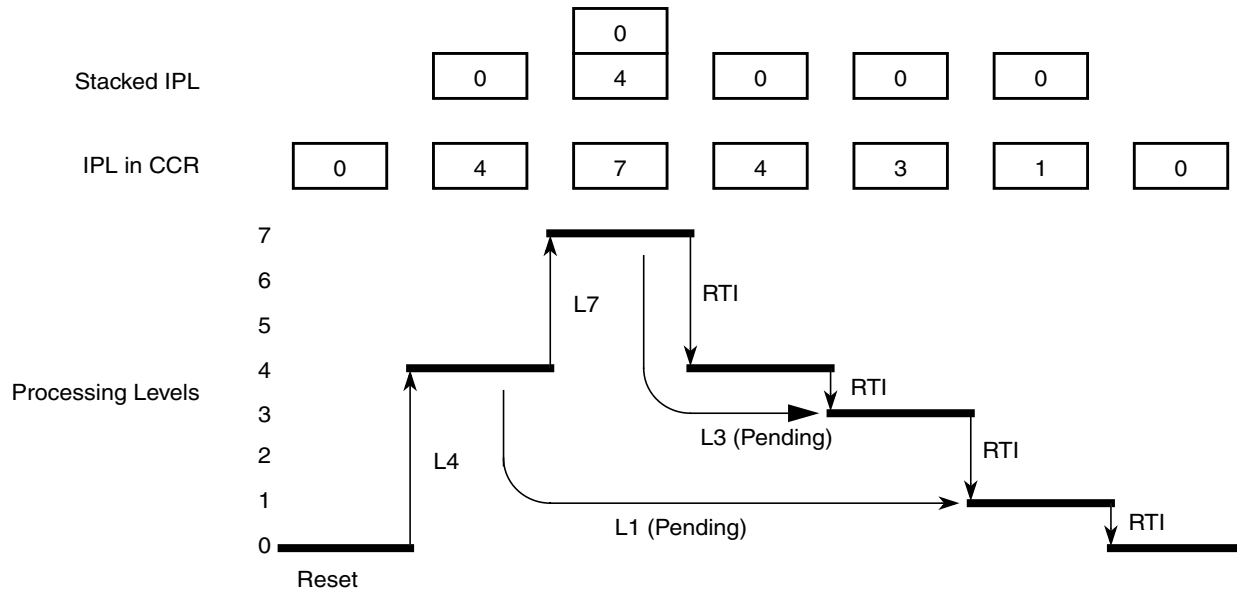 0
Stacked IPL 0 4 0 0 0
IPL in CCR 0 4 7 4 3 1 0
7
6
L7 RTI
5
4
Processing Levels RTI
3
L3 (Pending)
2
L4 RTI
1
L1 (Pending) RTI
0
Reset